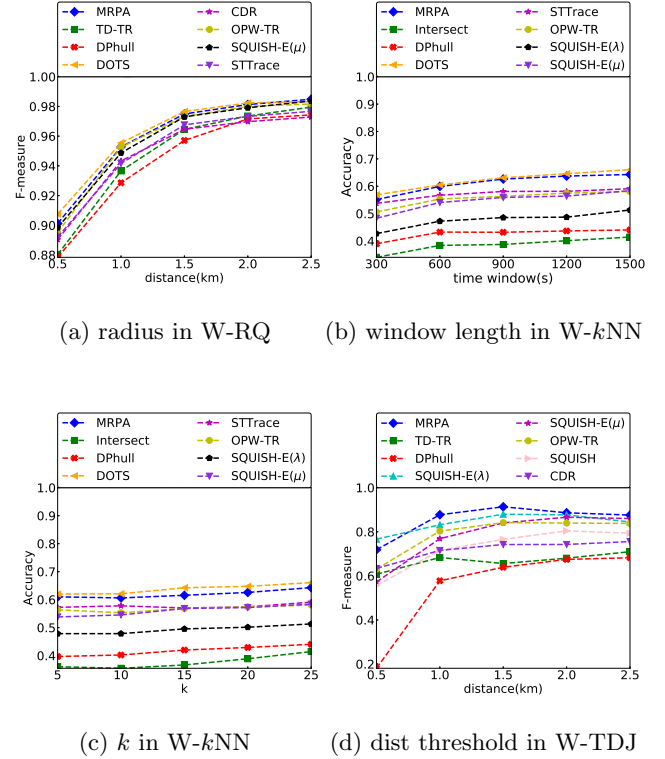 MRPA CDR
TD-TR OPW-TR
DPhull SQUISH-E(μ)
DOTS STTrace
1.00
0.98
0.96
0.94
0.92
0.90
0.88
F-measure
0.5 1.0 1.5 2.0 2.5
distance(km)
(a) radius in W-RQ
MRPA STTrace
Intersect OPW-TR
DPhull SQUISH-E(λ)
DOTS SQUISH-E(μ)
1.0
0.9
0.8
0.7
0.6
0.5
0.4
Accuracy
300 600 900 1200 1500
time window(s)
(b) window length in W-kNN
MRPA STTrace
Intersect OPW-TR
DPhull SQUISH-E(λ)
DOTS SQUISH-E(μ)
1.0
0.9
0.8
0.7
0.6
0.5
0.4
Accuracy
5 10 15 20 25
k
(c) k in W-kNN
MRPA SQUISH-E(μ)
TD-TR OPW-TR
DPhull SQUISH
SQUISH-E(λ) CDR
1.0
0.8
0.6
0.4
0.2
F-measure
0.5 1.0 1.5 2.0 2.5
distance(km)
(d) dist threshold in W-TDJ